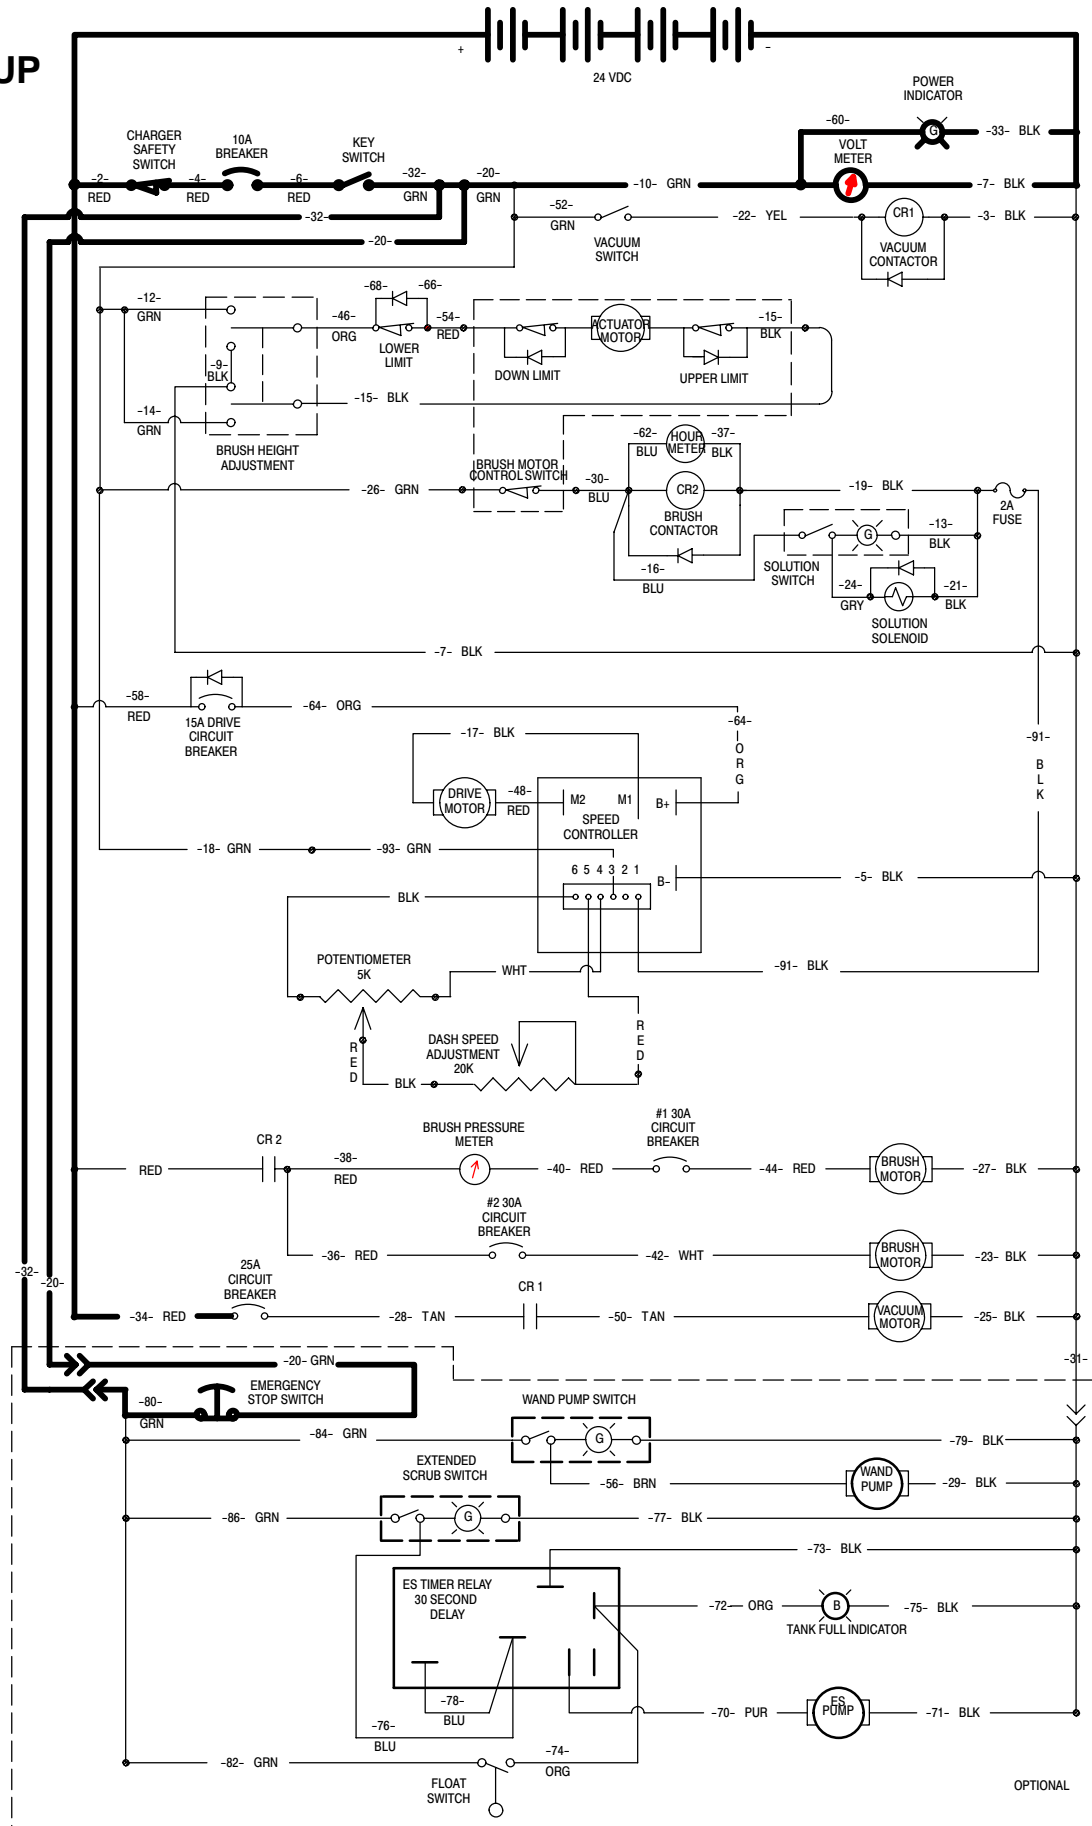 UP
+
–
24 VDC
POWER
INDICATOR
-60-
G
-33- BLK
CHARGER
SAFETY
SWITCH
10A
BREAKER
KEY
SWITCH
VOLT
METER
-2-
RED
-4-
RED
-6-
RED
-32-
GRN
-20-
GRN
-10- GRN
-7- BLK
-32-
-20-
-52-
GRN
VACUUM
SWITCH
-22- YEL
CR1
VACUUM
CONTACTOR
-3- BLK
-12-
GRN
-9-
BLK
-14-
GRN
BRUSH HEIGHT
ADJUSTMENT
-46-
ORG
-68-
-66-
LOWER
LIMIT
-54-
RED
DOWN LIMIT
ACTUATOR
MOTOR
UPPER LIMIT
-15-
BLK
-15- BLK
-26- GRN
BRUSH MOTOR
CONTROL SWITCH
-30-
BLU
-62-
BLU
HOUR
METER
-37-
BLK
CR2
BRUSH
CONTACTOR
-16-
BLU
-19- BLK
2A
FUSE
SOLUTION
SWITCH
G
-13-
BLK
-24-
GRY
-21-
BLK
SOLUTION
SOLENOID
-7- BLK
-58-
RED
15A DRIVE
CIRCUIT
BREAKER
-64- ORG
-64-
O
R
G
-91-
B
L
K
-17- BLK
DRIVE
MOTOR
-48-
RED
M2
M1
B+
SPEED
CONTROLLER
-18- GRN
-93- GRN
6 5 4 3 2 1
B-
-5- BLK
BLK
POTENTIOMETER
5K
WHT
-91- BLK
R
E
D
DASH SPEED
ADJUSTMENT
20K
R
E
D
BLK
CR 2
RED
-38-
RED
BRUSH PRESSURE
METER
-40- RED
#1 30A
CIRCUIT
BREAKER
-44- RED
BRUSH
MOTOR
-27- BLK
-36- RED
#2 30A
CIRCUIT
BREAKER
-42- WHT
BRUSH
MOTOR
-23- BLK
-32-
-20-
25A
CIRCUIT
BREAKER
-34- RED
-28- TAN
CR 1
-50- TAN
VACUUM
MOTOR
-25- BLK
-31-
-20- GRN
-80-
GRN
EMERGENCY
STOP SWITCH
-84- GRN
WAND PUMP SWITCH
G
-79- BLK
-56- BRN
WAND
PUMP
-29- BLK
EXTENDED
SCRUB SWITCH
-86- GRN
G
-77- BLK
-73- BLK
ES TIMER RELAY
30 SECOND
DELAY
-72- ORG
B
-75- BLK
TANK FULL INDICATOR
-78-
BLU
-76-
BLU
-70- PUR
ES
PUMP
-71- BLK
-82- GRN
FLOAT
SWITCH
-74-
ORG
OPTIONAL